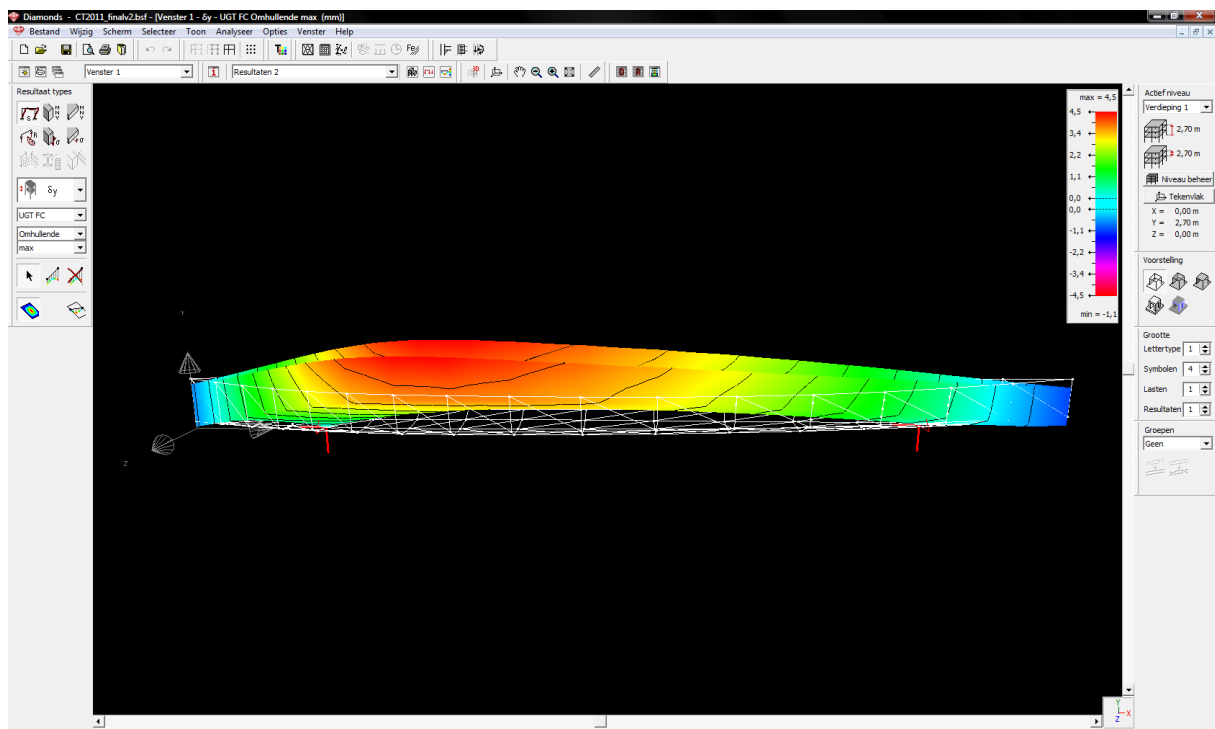 Diamonds - CT2011_finalv2.bsf - [Venster 1 - δy - UGT FC Omhullende max (mm)]
Bestand Wijzig Scherm Selecteer Toon Analyseer Opties Venster Help
Venster 1
Resultaten 2
Resultaat types
δy
UGT FC
Omhullende
max
Y
Z
max = 4,5
4,5
3,4
2,2
1,1
0,0
0,0
-1,1
-2,2
-3,4
-4,5
min = -1,1
Actief niveau
Verdieping 1
2,70 m
2,70 m
Niveau beheer
Tekenvlak
X = 0,00 m
Y = 2,70 m
Z = 0,00 m
Voorstelling
Grootte
Lettertype 1
Symbolen 4
Lasten 1
Resultaten 1
Groepen
Geen
Y
X
Z